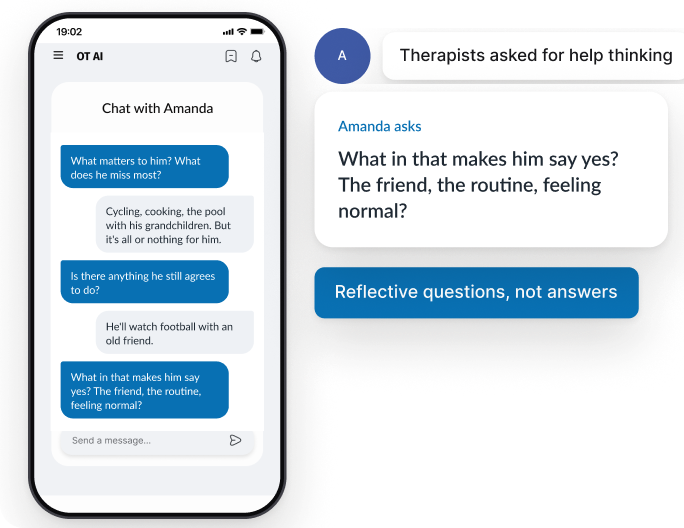 19:02
OT AI
Chat with Amanda
What matters to him? What
does he miss most?
Cycling, cooking, the pool
with his grandchildren. But
it's all or nothing for him.
Is there anything he still agrees
to do?
He'll watch football with an
old friend.
What in that makes him say
yes? The friend, the routine,
feeling normal?
Send a message...
A
Therapists asked for help thinking
Amanda asks
What in that makes him say yes?
The friend, the routine, feeling
normal?
Reflective questions, not answers